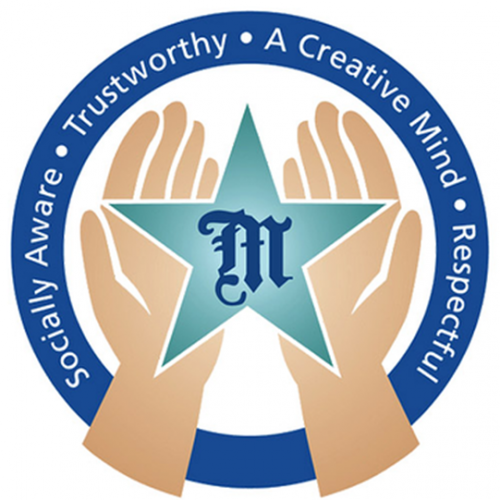 Socially Aware • Trustworthy • A Creative Mind • Respectful
M